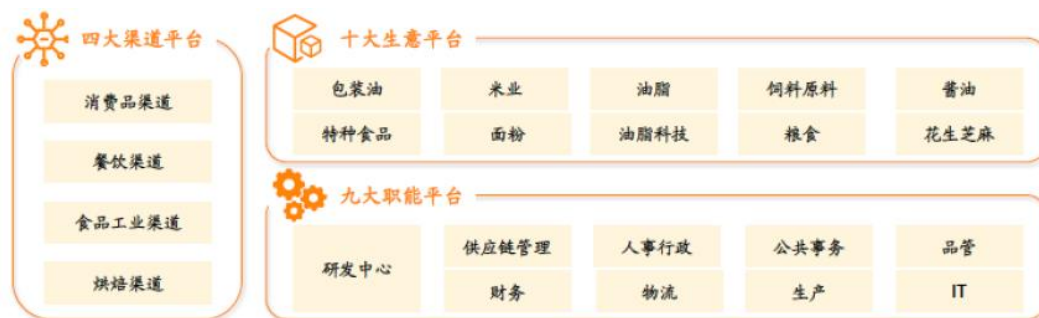 四大渠道平台
消费品渠道
餐饮渠道
食品工业渠道
烘焙渠道
十大生意平台
包装油 米业 油脂 饲料原料 酱油
特种食品 面粉 油脂科技 粮食 花生芝麻
九大职能平台
研发中心
供应链管理 人事行政 公共事务 品管
财务 物流 生产 IT